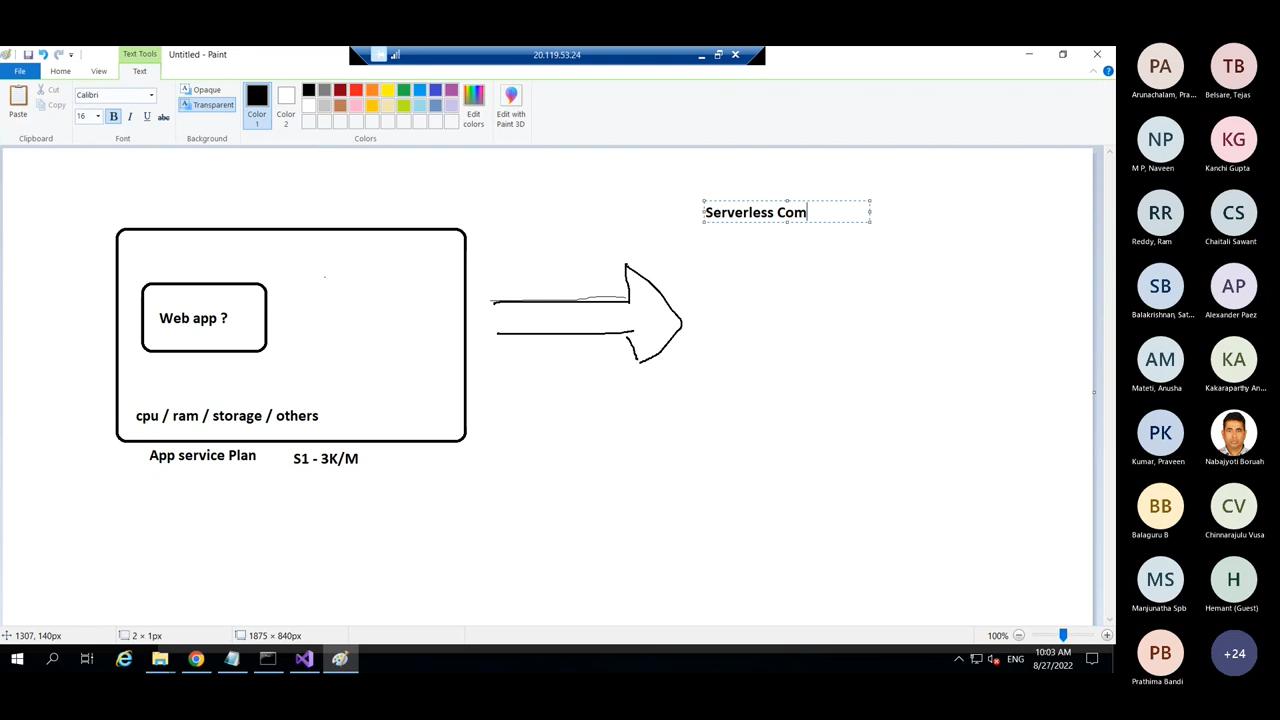 Text Tools
Untitled - Paint
20.119.53.24
File
Home
View
Text
Paste
Cut
Copy
Clipboard
Calibri
16
B I U abc
Font
Opaque
Transparent
Background
Color 1
Color 2
Edit colors
Edit with Paint 3D
Colors
Serverless Com
Web app ?
cpu / ram / storage / others
App service Plan
S1 - 3K/M
1307, 140px
2 × 1px
1875 × 840px
100%
ENG
10:03 AM
8/27/2022
PA
Arunachalam, Pra...
TB
Belsare, Tejas
NP
M P, Naveen
KG
Kanchi Gupta
RR
Reddy, Ram
CS
Chaitali Sawant
SB
Balakrishnan, Sat...
AP
Alexander Paez
AM
Mateti, Anusha
KA
Kakaraparthy An...
PK
Kumar, Praveen
Nabajyoti Boruah
BB
Balaguru B
CV
Chinnarajulu Vusa
MS
Manjunatha Spb
H
Hemant (Guest)
PB
Prathima Bandi
+24